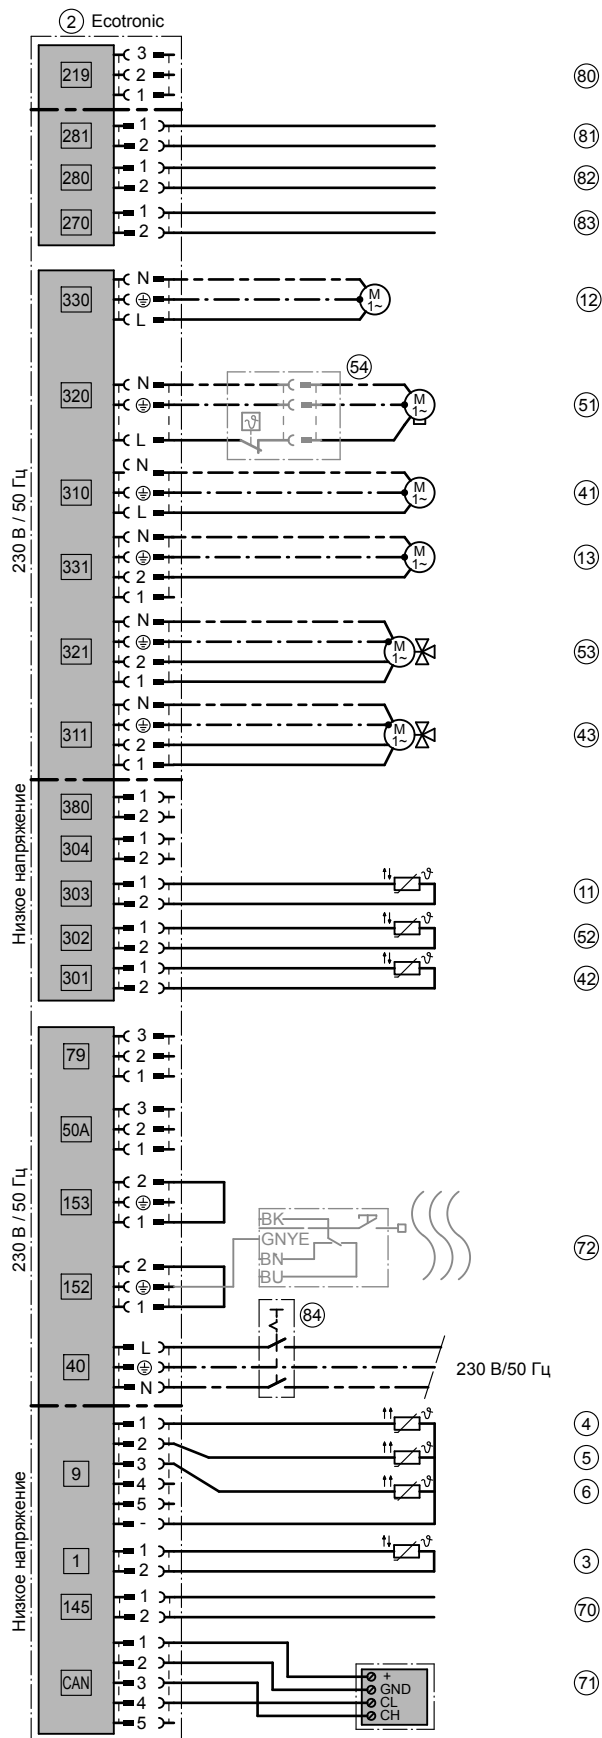 2 Ecotronic
219 3
2 80
1
281 1 81
2
280 1 82
2
270 1 83
2
230 В / 50 Гц
N
330 M 1~ 12
L
54
320 N M 1~ 51
ϑ
L
N
310 M 1~ 41
L
N
331 M 1~ 13
2
1
N
321 M 1~ 53
2
1
N
311 M 1~ 43
2
1
Низкое напряжение
380 1
2
304 1
2
303 1 ϑ 11
2
302 1 ϑ 52
2
301 1 ϑ 42
2
230 В / 50 Гц
79 3
2
1
50A 3
2
1
153 2
1
BK
GNYE 72
BN
BU
152 2
1
84
L
40 230 В/50 Гц
N
Низкое напряжение
9 1 ϑ 4
2 ϑ 5
3 ϑ 6
4
5
-
1 1 ϑ 3
2
145 1 70
2
CAN 1
2 +
3 GND 71
4 CL
5 CH